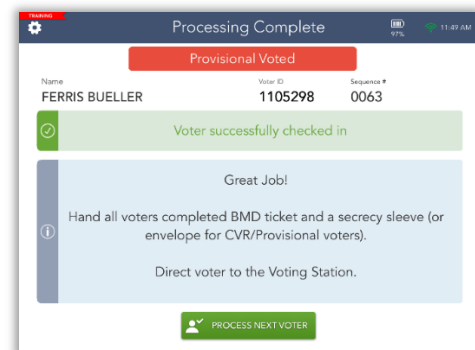 TRAINING
Processing Complete
97%
11:49 AM
Provisional Voted
Name
Voter ID
Sequence #
FERRIS BUELLER
1105298
0063
Voter successfully checked in
Great Job!
Hand all voters completed BMD ticket and a secrecy sleeve (or
envelope for CVR/Provisional voters).
Direct voter to the Voting Station.
PROCESS NEXT VOTER